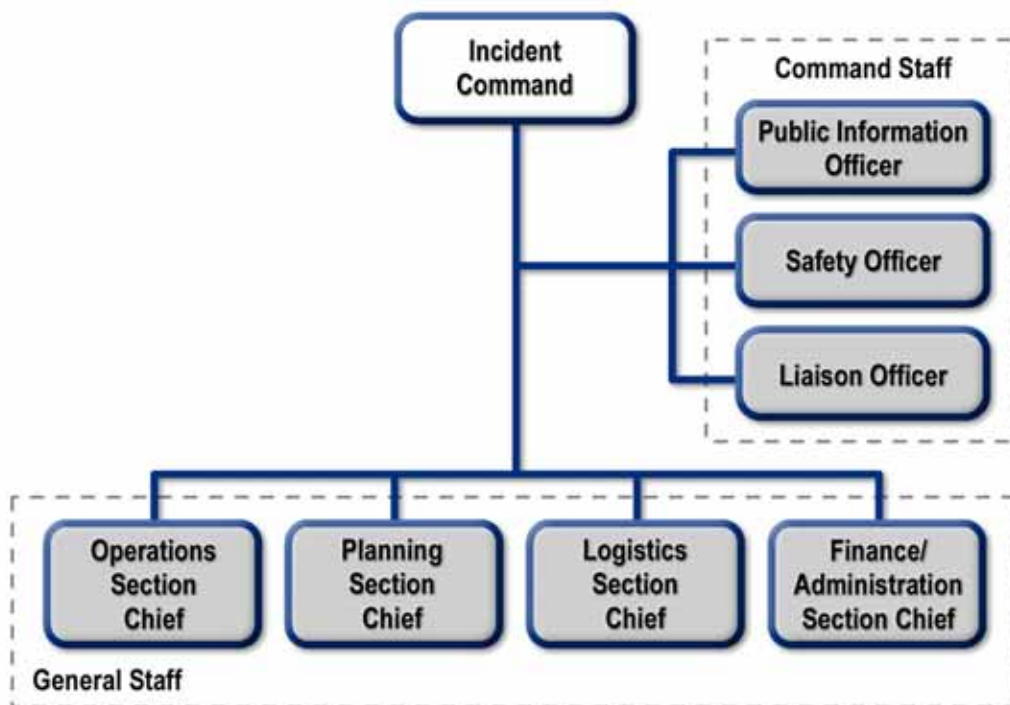 Incident
Command
Command Staff
Public Information
Officer
Safety Officer
Liaison Officer
Operations
Section
Chief
Planning
Section
Chief
Logistics
Section
Chief
Finance/
Administration
Section Chief
General Staff